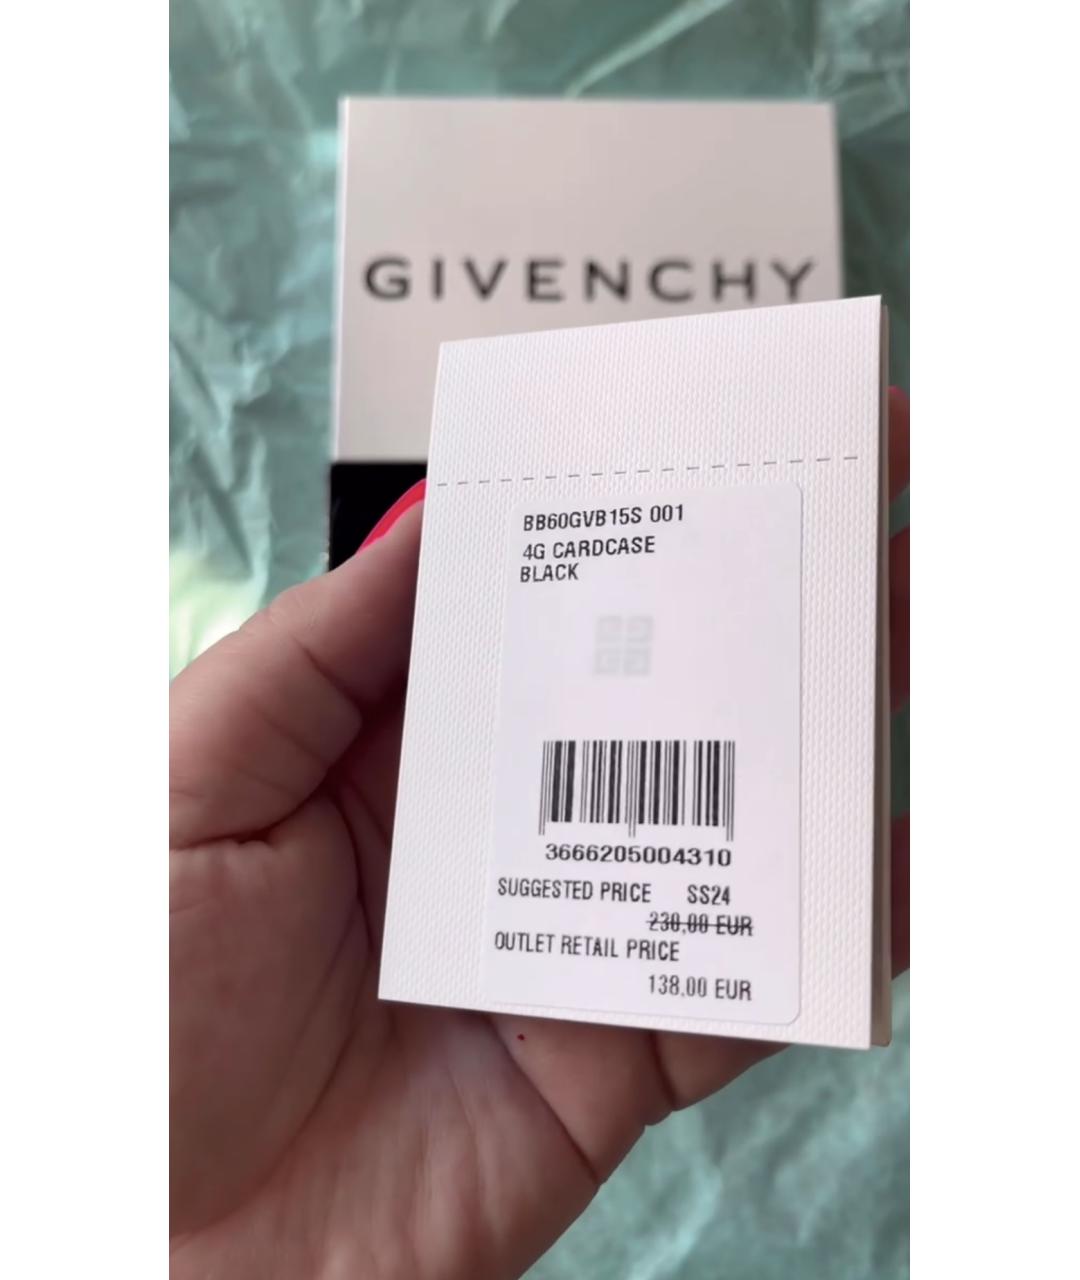 GIVENCHY
BB60GVB15S 001
4G CARDCASE
BLACK
3666205004310
SUGGESTED PRICE SS24
230,00 EUR
OUTLET RETAIL PRICE
138.00 EUR